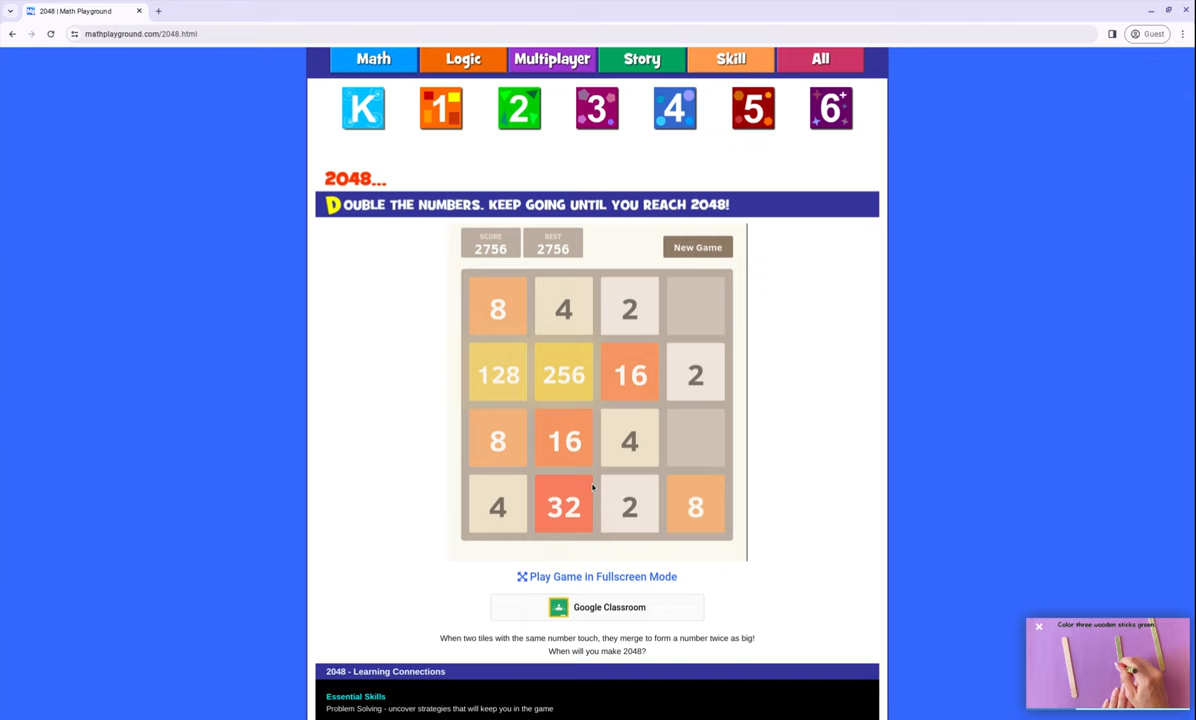 2048 | Math Playground
mathplayground.com/2048.html
Guest
Math Logic Multiplayer Story Skill All
K 1 2 3 4 5 6
2048...
DOUBLE THE NUMBERS. KEEP GOING UNTIL YOU REACH 2048!
SCORE BEST
2756 2756 New Game
8 4 2
128 256 16 2
8 16 4
4 32 2 8
Play Game in Fullscreen Mode
Google Classroom
When two tiles with the same number touch, they merge to form a number twice as big!
When will you make 2048?
2048 - Learning Connections
Essential Skills
Problem Solving - uncover strategies that will keep you in the game
Color three wooden sticks green